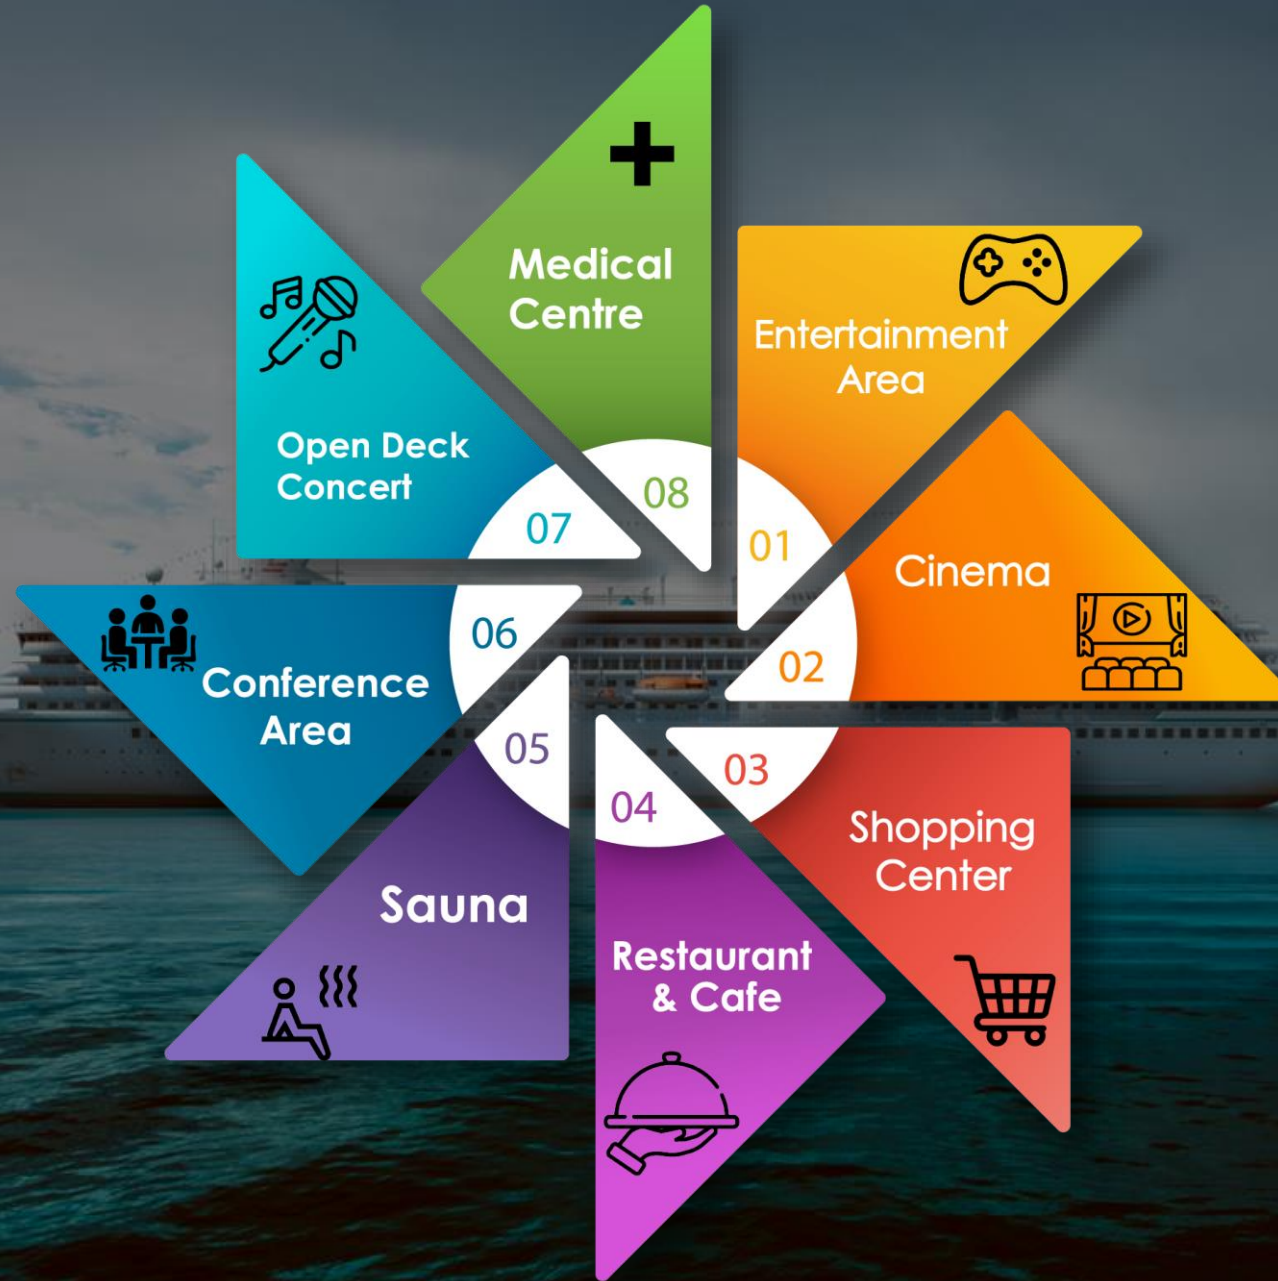 01
Entertainment
Area
02
Cinema
03
Shopping
Center
04
Restaurant
& Cafe
05
Sauna
06
Conference
Area
07
Open Deck
Concert
08
Medical
Centre